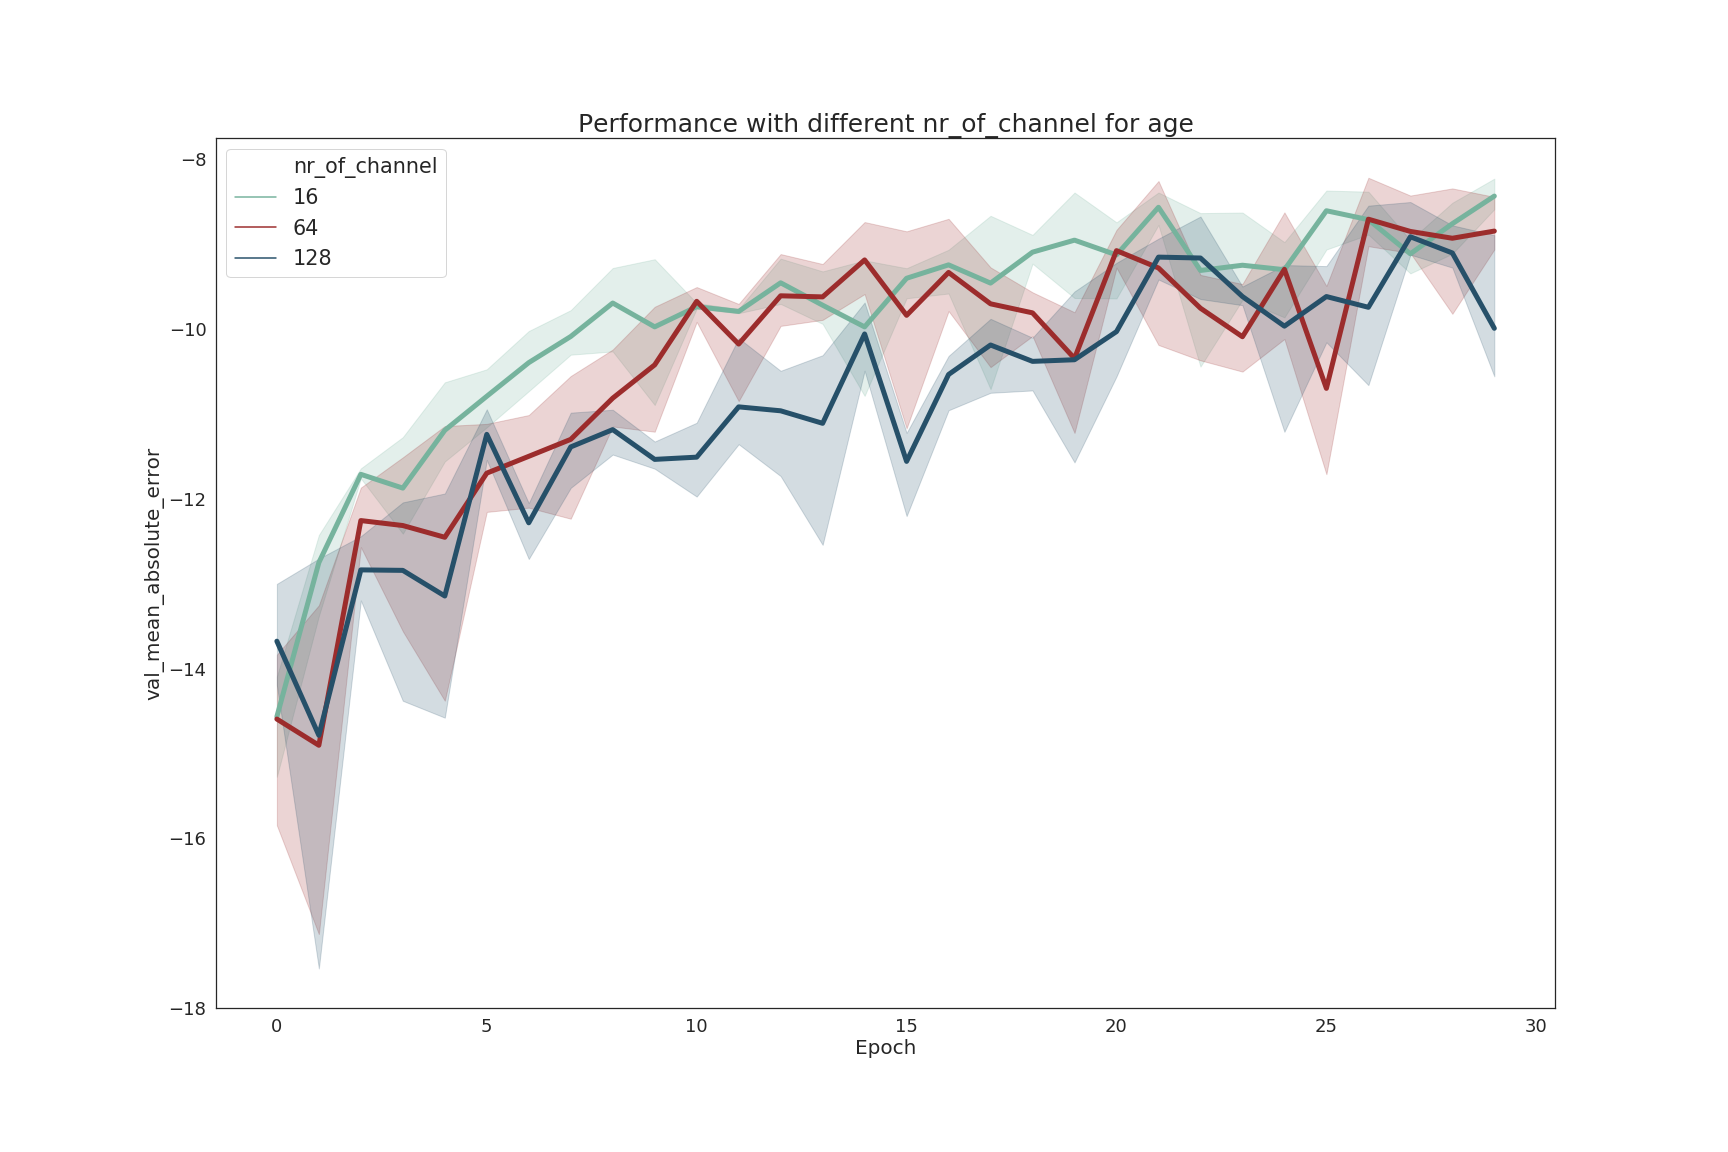 Performance with different nr_of_channel for age
nr_of_channel
16
64
128
val_mean_absolute_error
−8
−10
−12
−14
−16
−18
0 5 10 15 20 25 30
Epoch